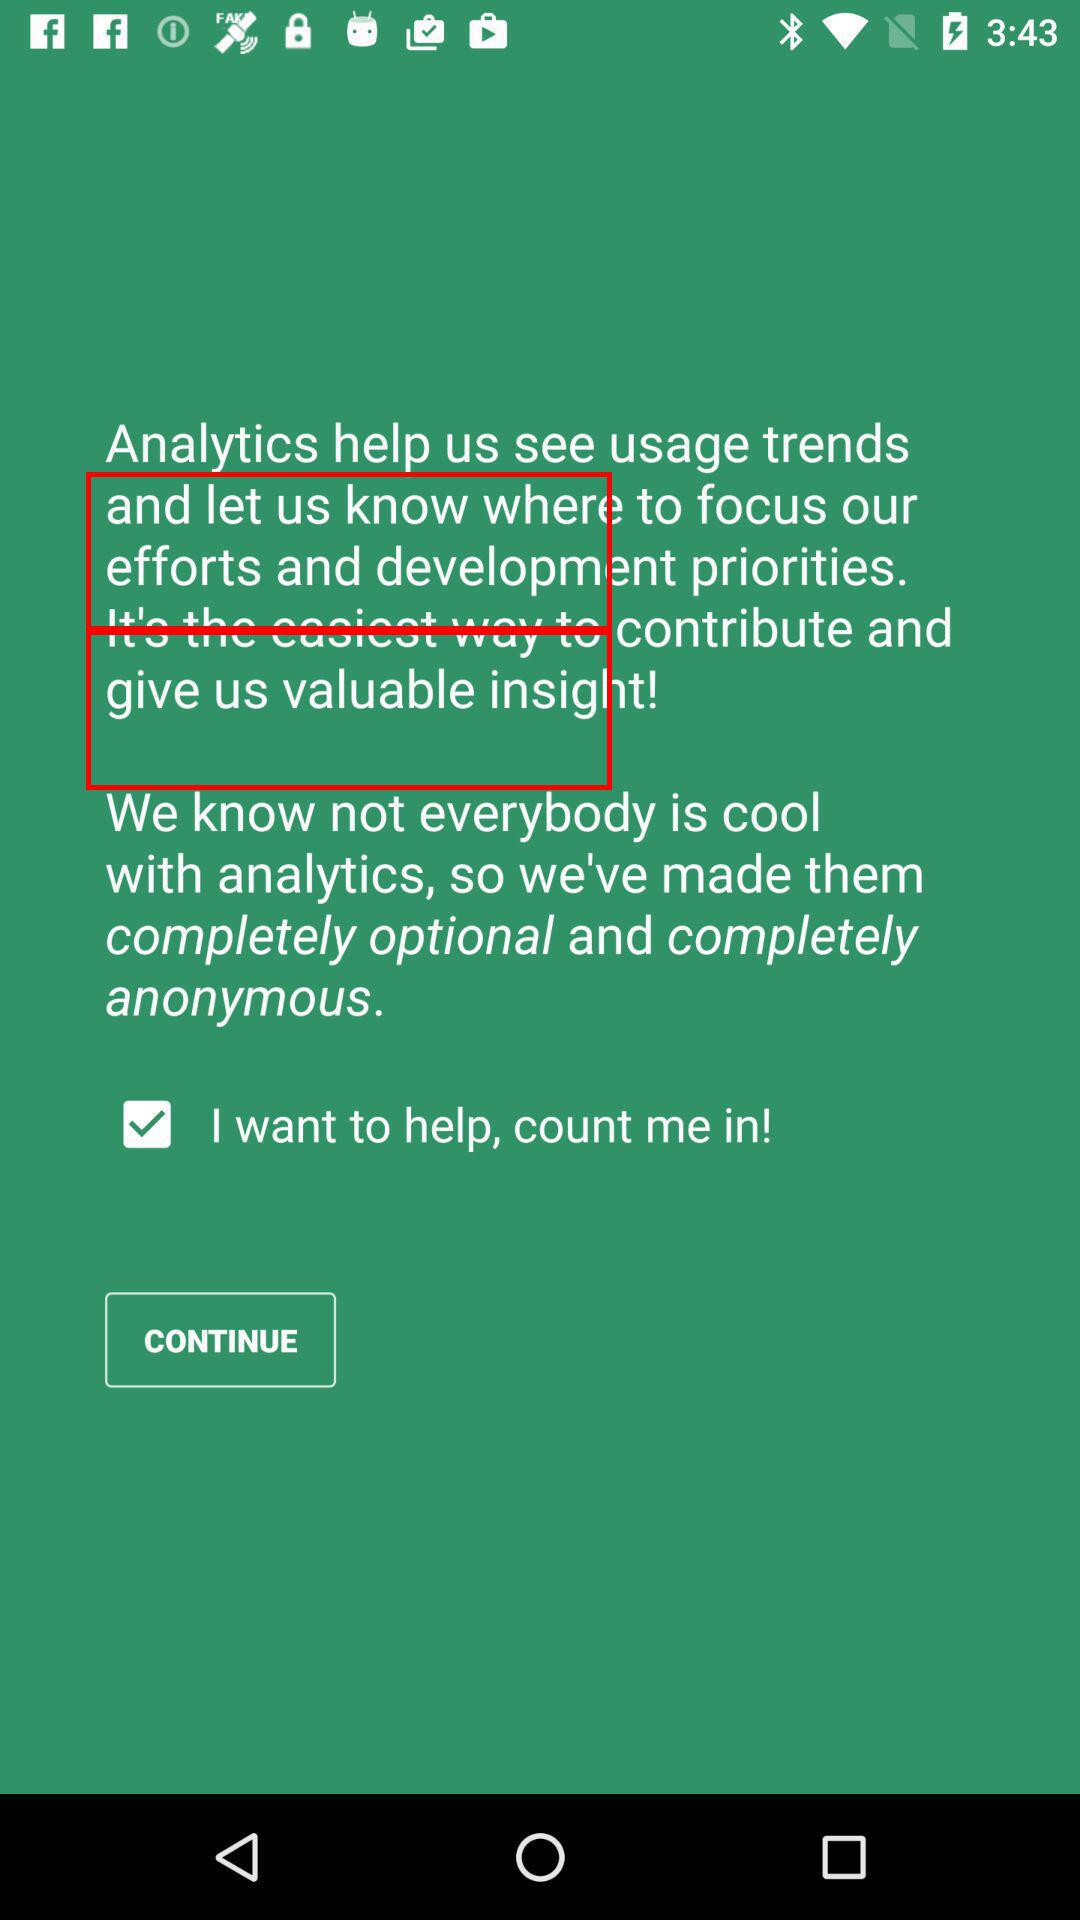 FAKE
3:43
Analytics help us see usage trends
and let us know where to focus our
efforts and development priorities.
It's the easiest way to contribute and
give us valuable insight!
We know not everybody is cool
with analytics, so we've made them
completely optional and completely
anonymous.
I want to help, count me in!
CONTINUE